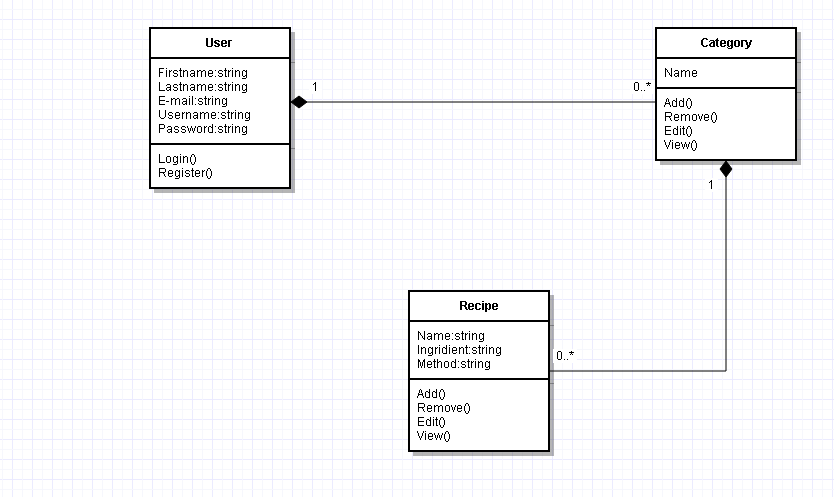 User
Firstname:string
Lastname:string
E-mail:string
Username:string
Password:string
Login()
Register()
1
0..*
Category
Name
Add()
Remove()
Edit()
View()
1
Recipe
Name:string
Ingridient:string
Method:string
Add()
Remove()
Edit()
View()
0..*